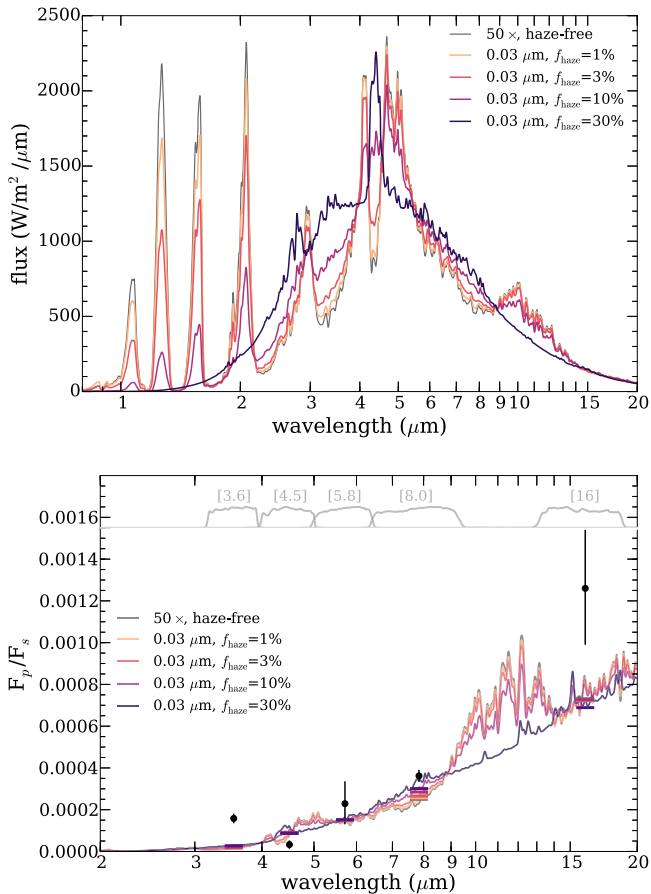 2500
2000
1500
1000
500
0
flux (W/m² /μm)
50 ×, haze-free
0.03 μm, f_haze=1%
0.03 μm, f_haze=3%
0.03 μm, f_haze=10%
0.03 μm, f_haze=30%
1 2 3 4 5 6 7 8 9 10 15 20
wavelength (μm)
[3.6] [4.5] [5.8] [8.0] [16]
0.0016
0.0014
0.0012
0.0010
0.0008
0.0006
0.0004
0.0002
0.0000
F_p/F_s
50 ×, haze-free
0.03 μm, f_haze=1%
0.03 μm, f_haze=3%
0.03 μm, f_haze=10%
0.03 μm, f_haze=30%
2 3 4 5 6 7 8 9 10 15 20
wavelength (μm)